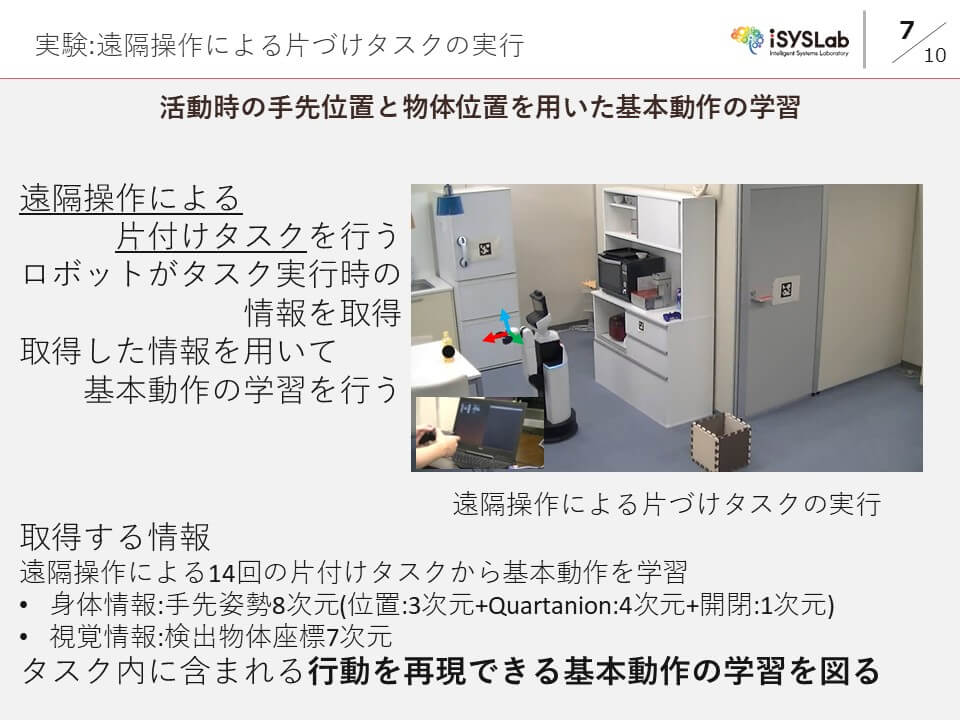 実験:遠隔操作による片づけタスクの実行
iSYSLab
Intelligent Systems Laboratory
7
10
活動時の手先位置と物体位置を用いた基本動作の学習
遠隔操作による
片付けタスクを行う
ロボットがタスク実行時の
情報を取得
取得した情報を用いて
基本動作の学習を行う
遠隔操作による片づけタスクの実行
取得する情報
遠隔操作による14回の片付けタスクから基本動作を学習
• 身体情報:手先姿勢8次元(位置:3次元+Quartanion:4次元+開閉:1次元)
• 視覚情報:検出物体座標7次元
タスク内に含まれる行動を再現できる基本動作の学習を図る